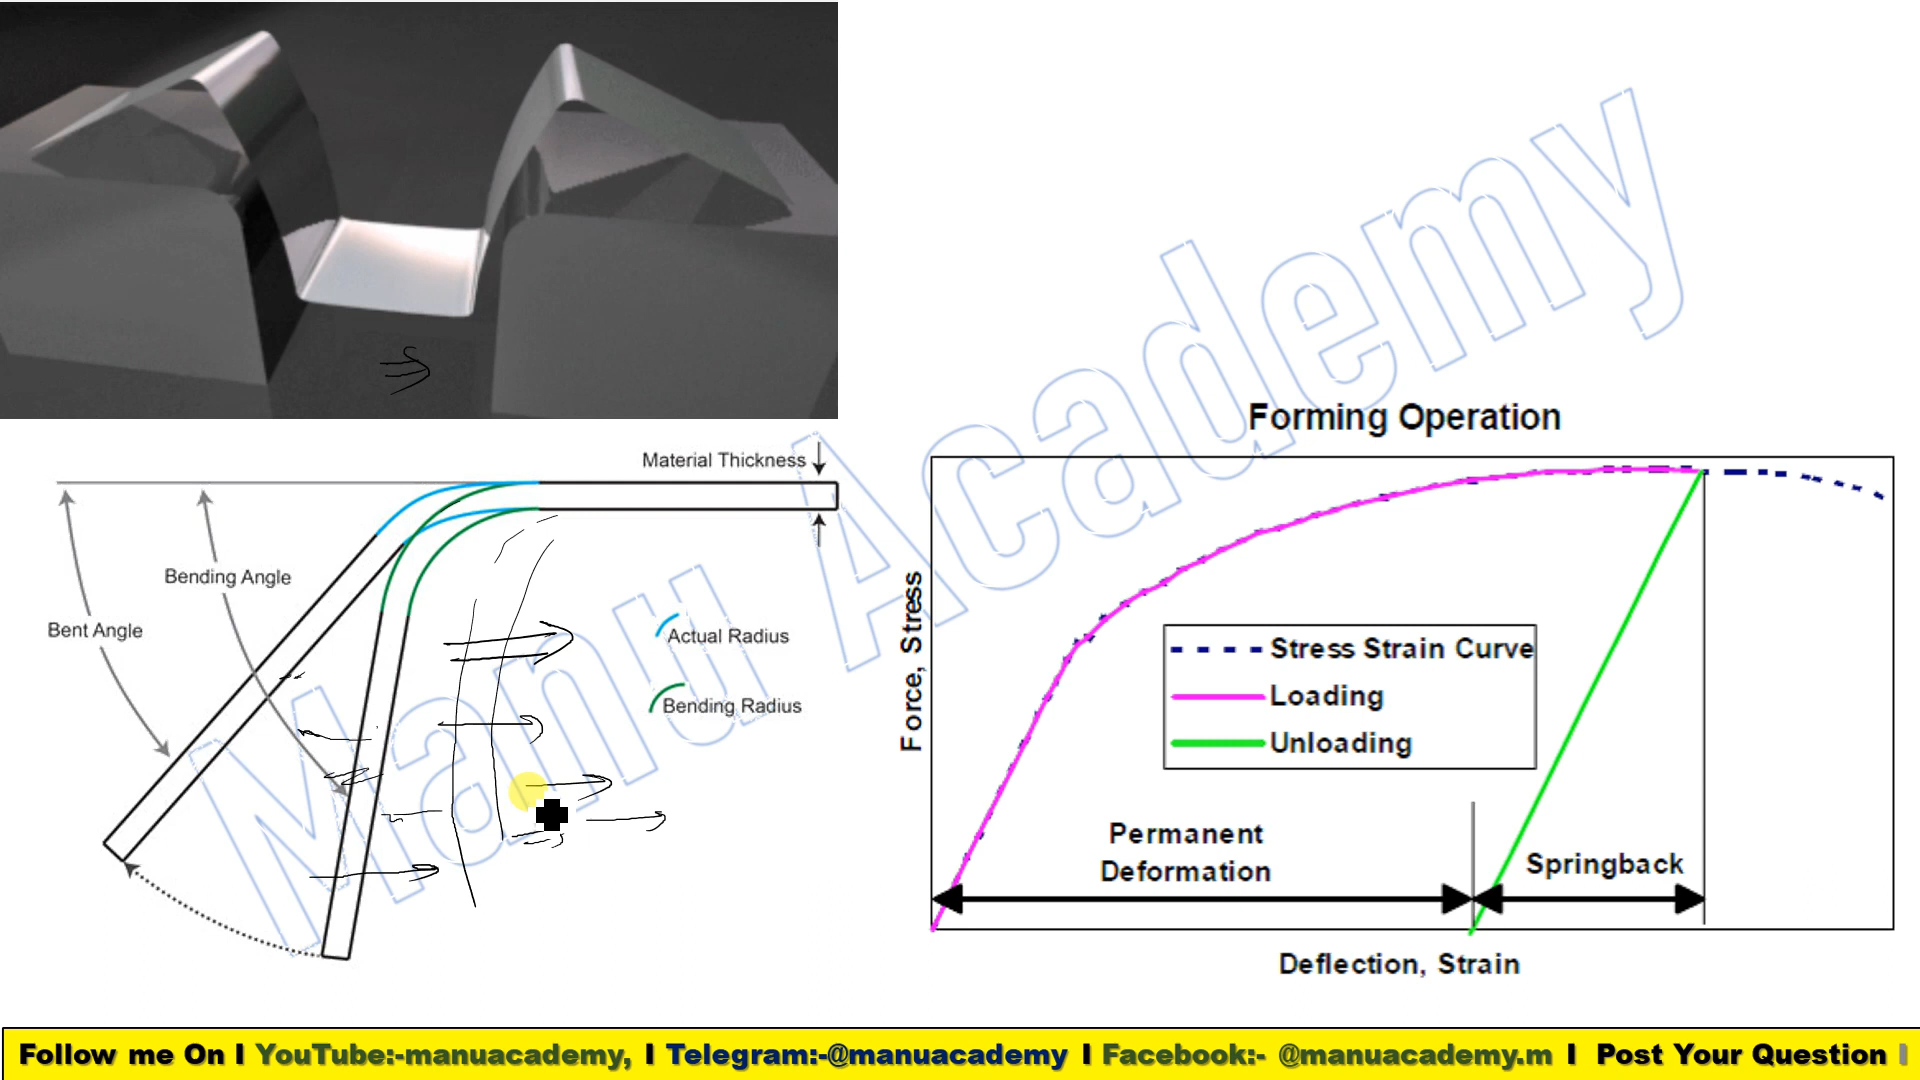 Material Thickness
Bending Angle
Bent Angle
Actual Radius
Bending Radius
Manu Academy
Forming Operation
Force, Stress
Stress Strain Curve
Loading
Unloading
Permanent
Deformation
Springback
Deflection, Strain
Follow me On I YouTube:-manuacademy, I Telegram:-@manuacademy I Facebook:- @manuacademy.m I Post Your Question I